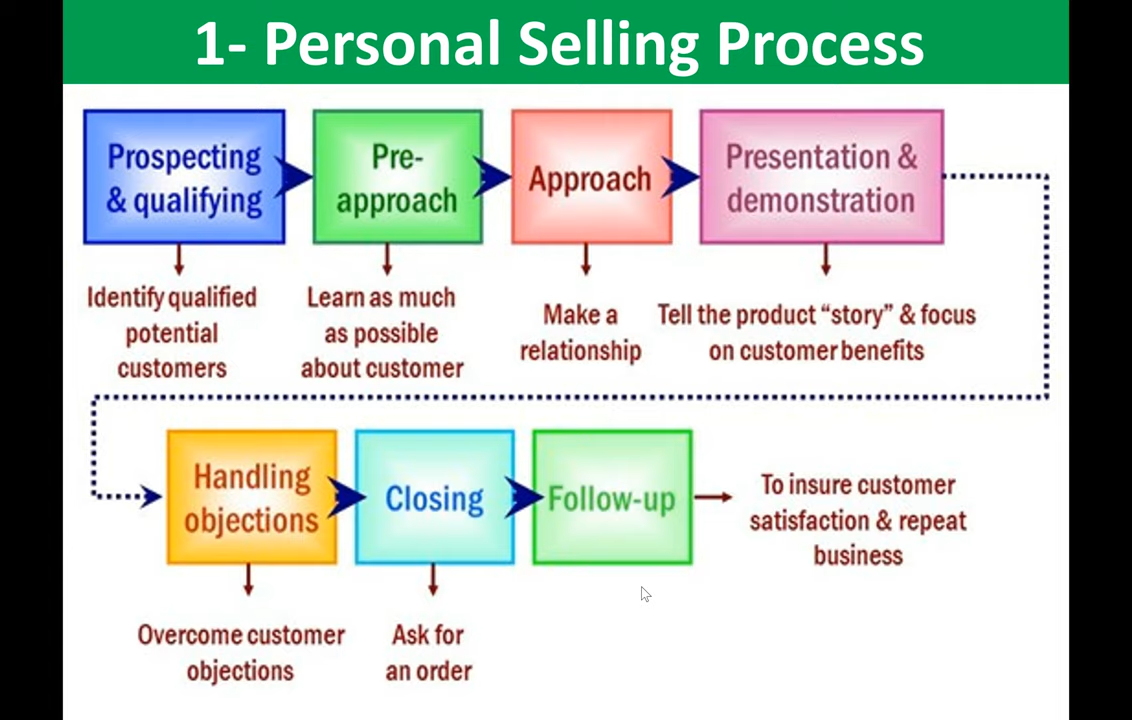 1- Personal Selling Process
Prospecting
& qualifying
Pre-
approach
Approach
Presentation &
demonstration
Identify qualified
potential
customers
Learn as much
as possible
about customer
Make a
relationship
Tell the product “story” & focus
on customer benefits
Handling
objections
Closing
Follow-up
To insure customer
satisfaction & repeat
business
Overcome customer
objections
Ask for
an order